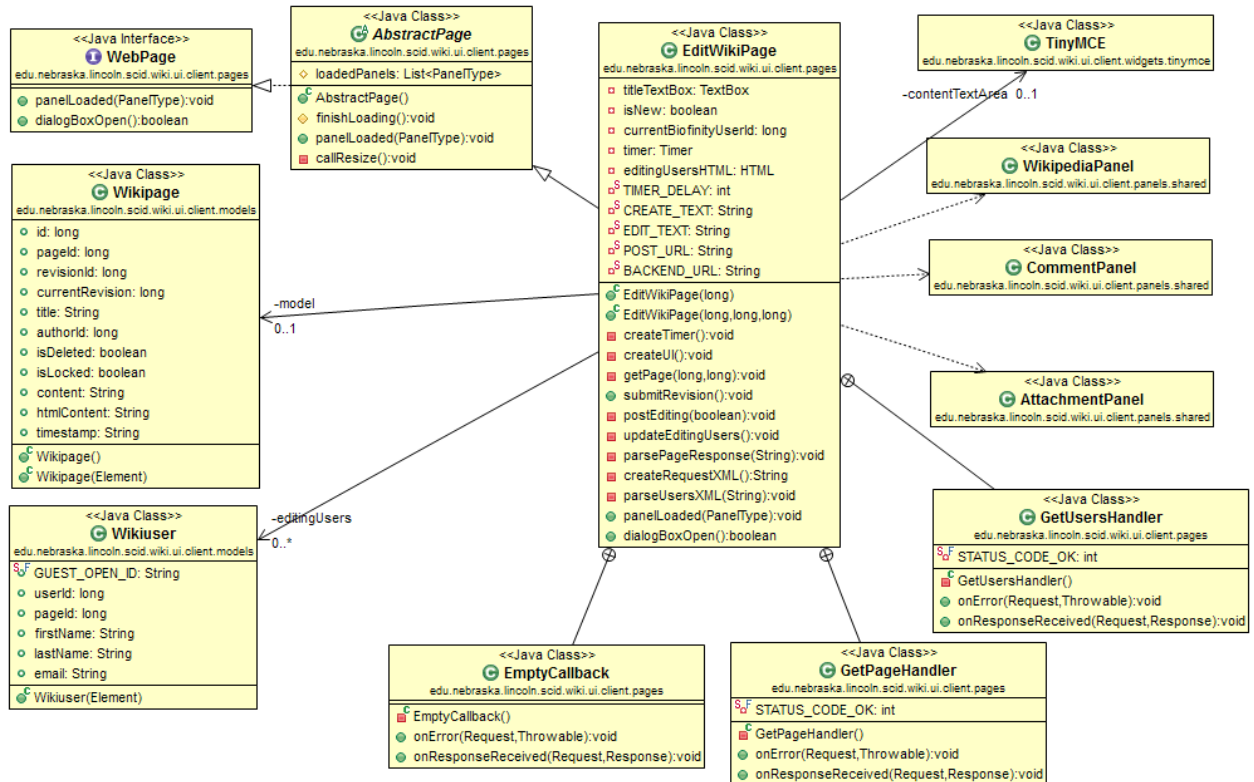 <<Java Interface>>
WebPage
edu.nebraska.lincoln.scid.wiki.ui.client.pages
panelLoaded(PanelType):void
dialogBoxOpen():boolean
<<Java Class>>
AbstractPage
edu.nebraska.lincoln.scid.wiki.ui.client.pages
loadedPanels: List<PanelType>
AbstractPage()
finishLoading():void
panelLoaded(PanelType):void
callResize():void
<<Java Class>>
EditWikiPage
edu.nebraska.lincoln.scid.wiki.ui.client.pages
titleTextBox: TextBox
isNew: boolean
currentBiofinityUserId: long
timer: Timer
editingUsersHTML: HTML
TIMER_DELAY: int
CREATE_TEXT: String
EDIT_TEXT: String
POST_URL: String
BACKEND_URL: String
EditWikiPage(long)
EditWikiPage(long,long,long)
createTimer():void
createUI():void
getPage(long,long):void
submitRevision():void
postEditing(boolean):void
updateEditingUsers():void
parsePageResponse(String):void
createRequestXML():String
parseUsersXML(String):void
panelLoaded(PanelType):void
dialogBoxOpen():boolean
<<Java Class>>
TinyMCE
edu.nebraska.lincoln.scid.wiki.ui.client.widgets.tinymce
-contentTextArea 0..1
<<Java Class>>
WikipediaPanel
edu.nebraska.lincoln.scid.wiki.ui.client.panels.shared
<<Java Class>>
CommentPanel
edu.nebraska.lincoln.scid.wiki.ui.client.panels.shared
<<Java Class>>
AttachmentPanel
edu.nebraska.lincoln.scid.wiki.ui.client.panels.shared
<<Java Class>>
Wikipage
edu.nebraska.lincoln.scid.wiki.ui.client.models
id: long
pageId: long
revisionId: long
currentRevision: long
title: String
authorId: long
isDeleted: boolean
isLocked: boolean
content: String
htmlContent: String
timestamp: String
Wikipage()
Wikipage(Element)
-model
0..1
<<Java Class>>
Wikiuser
edu.nebraska.lincoln.scid.wiki.ui.client.models
GUEST_OPEN_ID: String
userId: long
pageId: long
firstName: String
lastName: String
email: String
Wikiuser(Element)
-editingUsers
0..*
<<Java Class>>
GetUsersHandler
edu.nebraska.lincoln.scid.wiki.ui.client.pages
STATUS_CODE_OK: int
GetUsersHandler()
onError(Request,Throwable):void
onResponseReceived(Request,Response):void
<<Java Class>>
EmptyCallback
edu.nebraska.lincoln.scid.wiki.ui.client.pages
EmptyCallback()
onError(Request,Throwable):void
onResponseReceived(Request,Response):void
<<Java Class>>
GetPageHandler
edu.nebraska.lincoln.scid.wiki.ui.client.pages
STATUS_CODE_OK: int
GetPageHandler()
onError(Request,Throwable):void
onResponseReceived(Request,Response):void